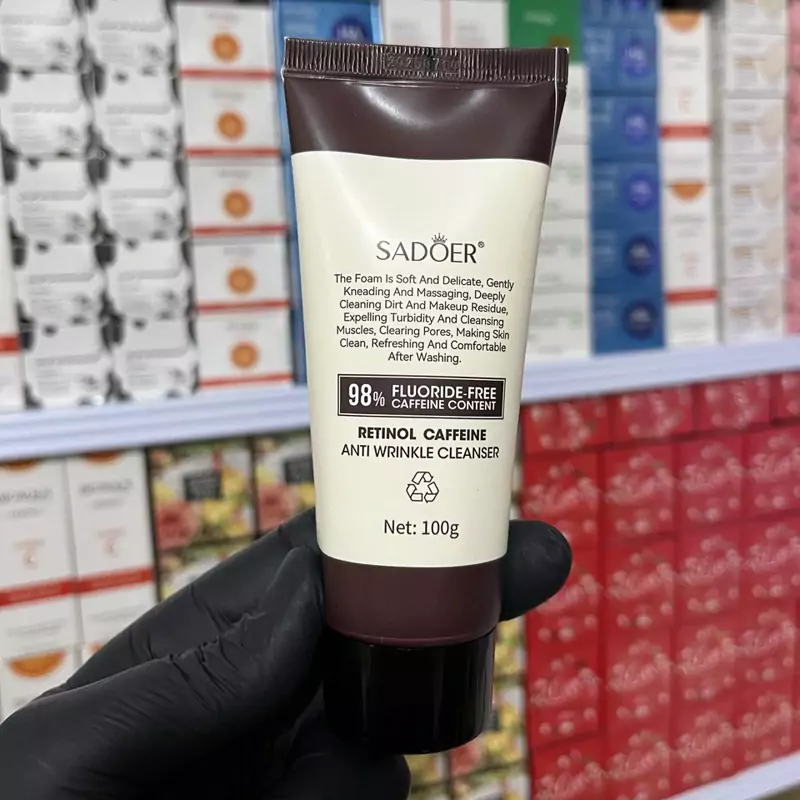 SADOER®
The Foam Is Soft And Delicate, Gently
Kneading And Massaging, Deeply
Cleaning Dirt And Makeup Residue,
Expelling Turbidity And Cleansing
Muscles, Clearing Pores, Making Skin
Clean, Refreshing And Comfortable
After Washing.
98% FLUORIDE-FREE
CAFFEINE CONTENT
RETINOL CAFFEINE
ANTI WRINKLE CLEANSER
Net: 100g